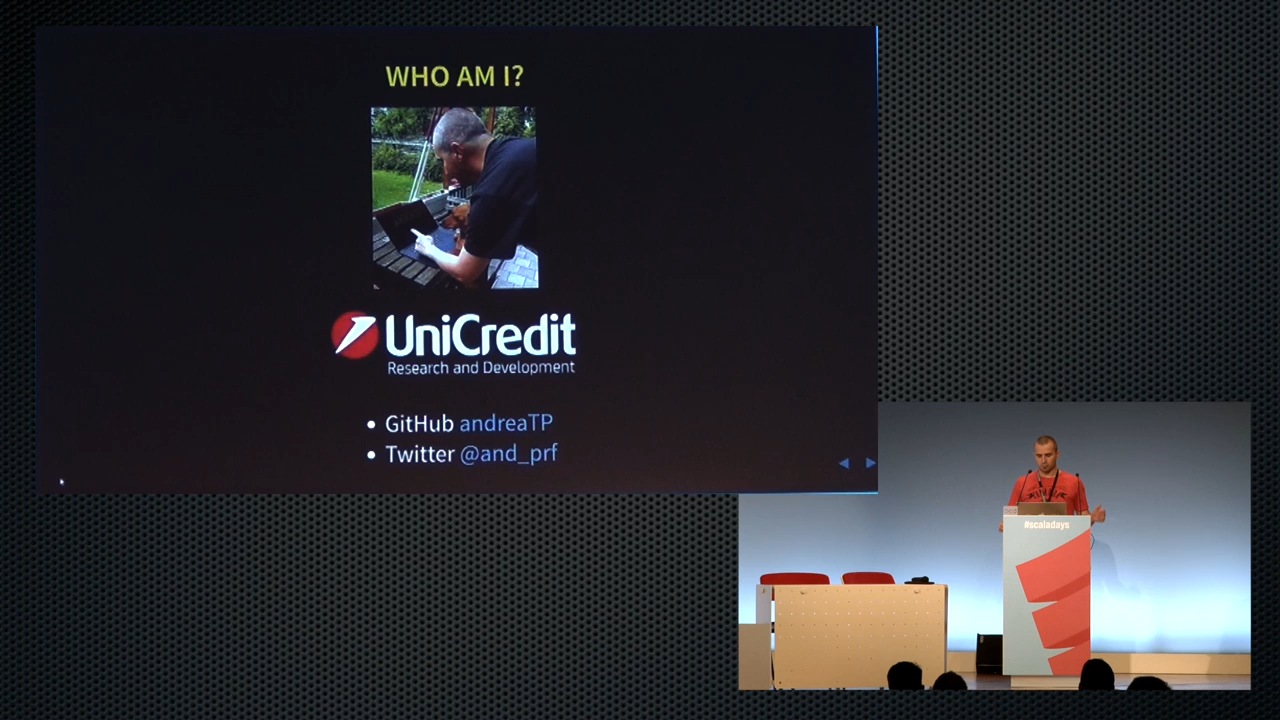 WHO AM I?
UniCredit
Research and Development
GitHub andreaTP
Twitter @and_prf
#scaladays